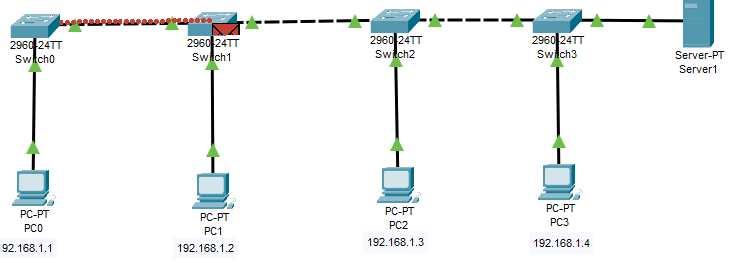 2960-24TT
Switch0
2960-24TT
Switch1
2960-24TT
Switch2
2960-24TT
Switch3
Server-PT
Server1
PC-PT
PC0
PC-PT
PC1
PC-PT
PC2
PC-PT
PC3
192.168.1.1
192.168.1.2
192.168.1.3
192.168.1.4